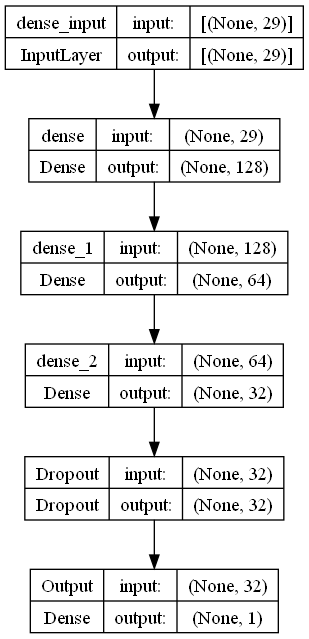 dense_input input: [(None, 29)]
InputLayer output: [(None, 29)]
dense input: (None, 29)
Dense output: (None, 128)
dense_1 input: (None, 128)
Dense output: (None, 64)
dense_2 input: (None, 64)
Dense output: (None, 32)
Dropout input: (None, 32)
Dropout output: (None, 32)
Output input: (None, 32)
Dense output: (None, 1)